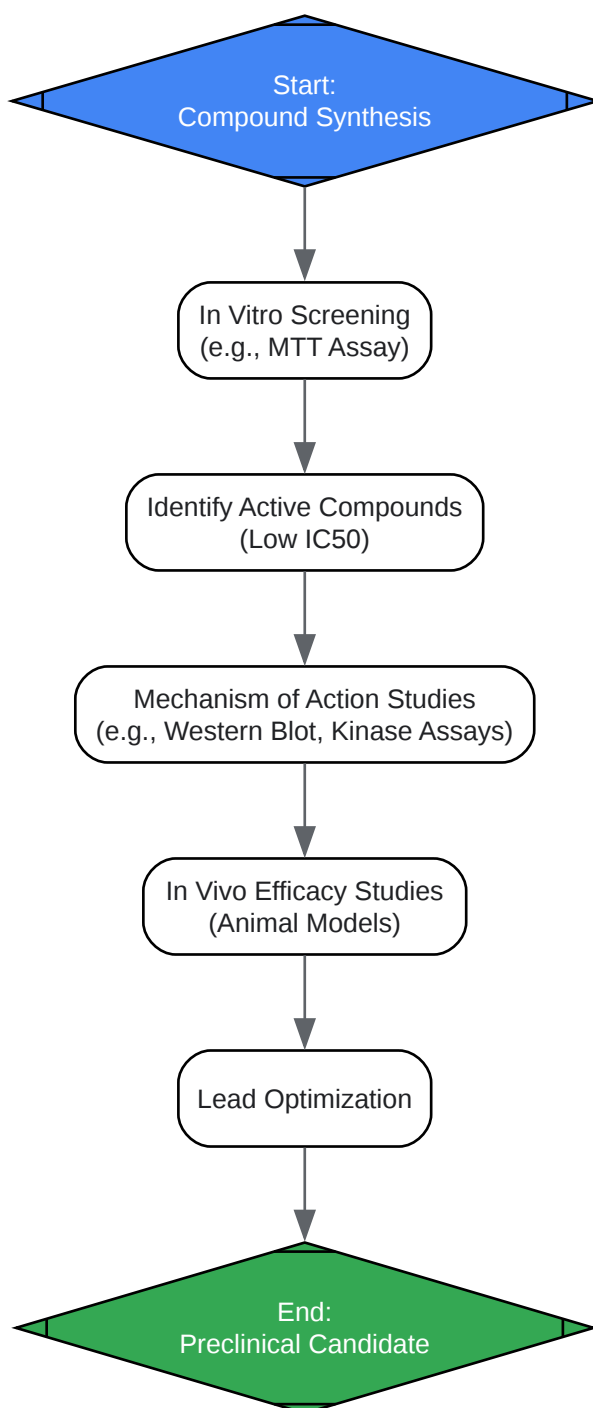 Start:
Compound Synthesis
In Vitro Screening
(e.g., MTT Assay)
Identify Active Compounds
(Low IC50)
Mechanism of Action Studies
(e.g., Western Blot, Kinase Assays)
In Vivo Efficacy Studies
(Animal Models)
Lead Optimization
End:
Preclinical Candidate